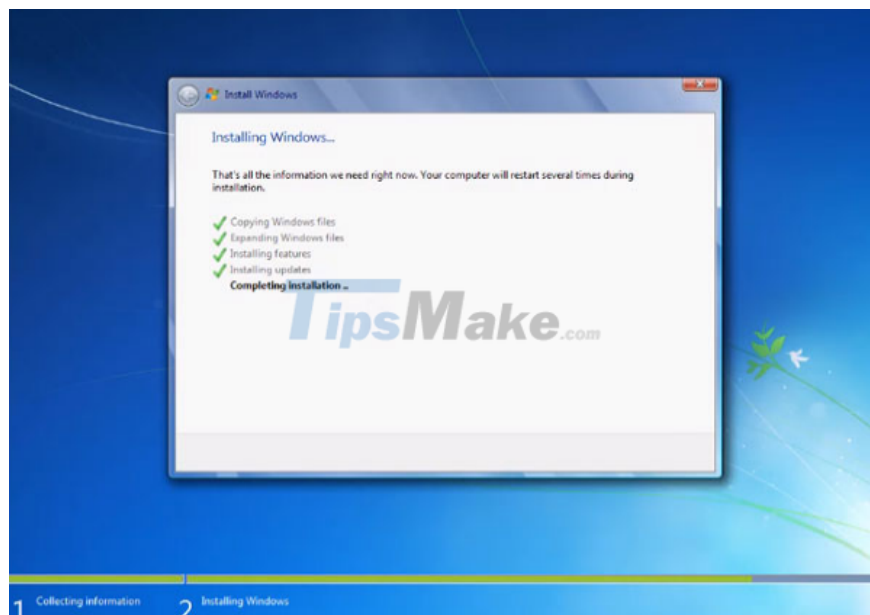 Install Windows
Installing Windows...
That's all the information we need right now. Your computer will restart several times during
installation.
Copying Windows files
Expanding Windows files
Installing features
Installing updates
Completing installation ..
TipsMake.com
1 Collecting information
2 Installing Windows